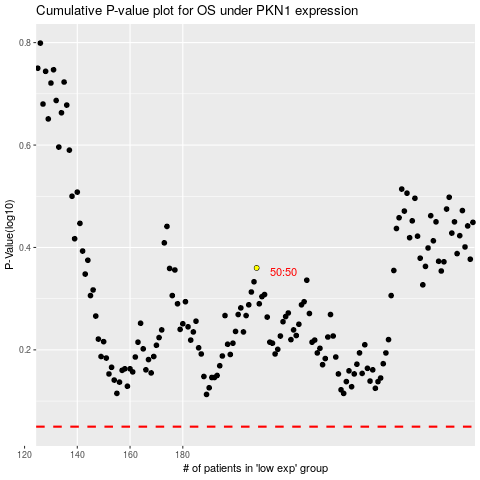 Cumulative P-value plot for OS under PKN1 expression
P-Value(log10)
0.8
0.6
0.4
0.2
50:50
120 140 160 180
# of patients in 'low exp' group